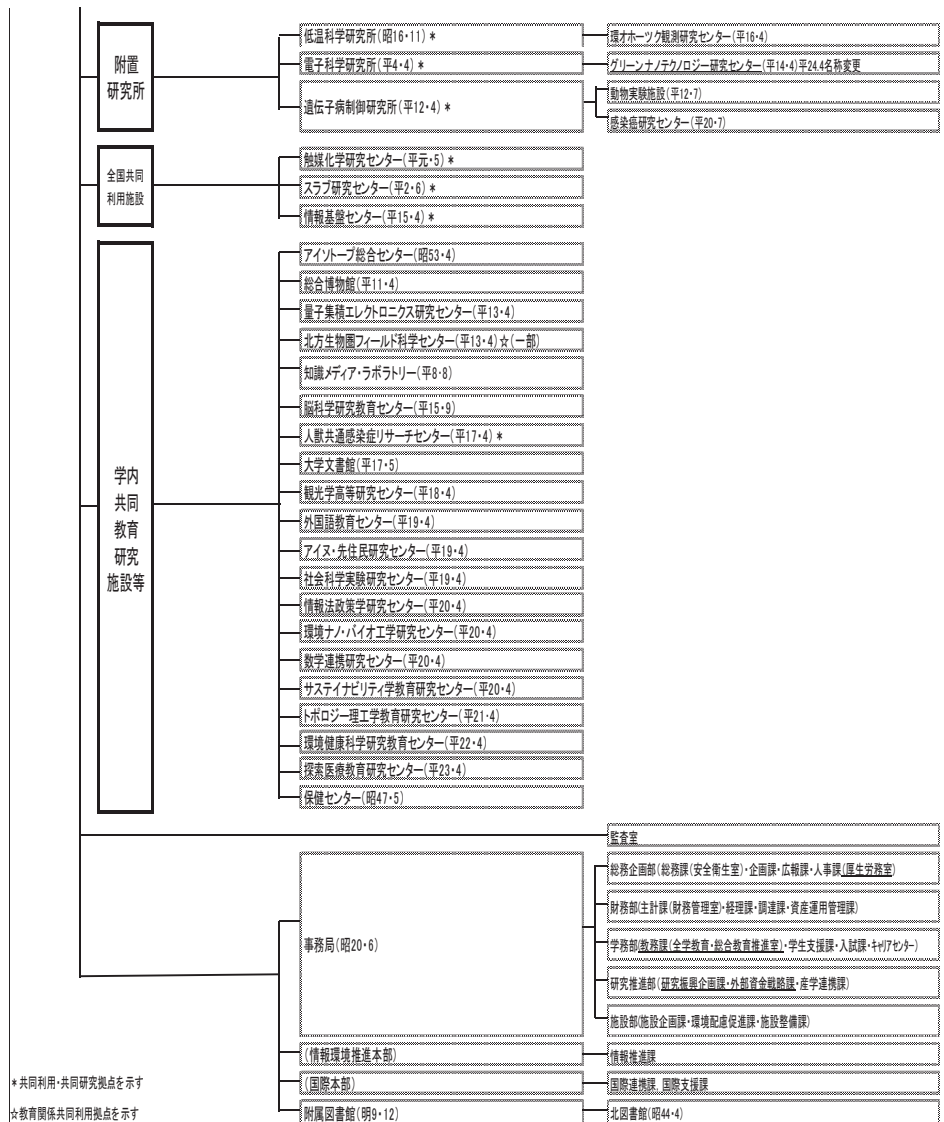 附置
研究所
低温科学研究所(昭16・11)*
環オホーツク観測研究センター(平16・4)
電子科学研究所(平4・4)*
グリーンナノテクノロジー研究センター(平14・4)平24.4名称変更
遺伝子病制御研究所(平12・4)*
動物実験施設(平12・7)
感染癌研究センター(平20・7)
全国共同
利用施設
触媒化学研究センター(平元・5)*
スラブ研究センター(平2・6)*
情報基盤センター(平15・4)*
学内
共同
教育
研究
施設等
アイソトープ総合センター(昭53・4)
総合博物館(平11・4)
量子集積エレクトロニクス研究センター(平13・4)
北方生物圏フィールド科学センター(平13・4)☆(一部)
知識メディア・ラボラトリー(平8・8)
脳科学研究教育センター(平15・9)
人獣共通感染症リサーチセンター(平17・4)*
大学文書館(平17・5)
観光学高等研究センター(平18・4)
外国語教育センター(平19・4)
アイヌ・先住民研究センター(平19・4)
社会科学実験研究センター(平19・4)
情報法政策学研究センター(平20・4)
環境ナノ・バイオ工学研究センター(平20・4)
数学連携研究センター(平20・4)
サステイナビリティ学教育研究センター(平20・4)
トポロジー理工学教育研究センター(平21・4)
環境健康科学研究教育センター(平22・4)
探索医療教育研究センター(平23・4)
保健センター(昭47・5)
監査室
事務局(昭20・6)
総務企画部(総務課(安全衛生室)・企画課・広報課・人事課(厚生労務室)
財務部(主計課(財務管理室)・経理課・調達課・資産運用管理課)
学務部(教務課(全学教育・総合教育推進室)・学生支援課・入試課・キャリアセンター)
研究推進部(研究振興企画課・外部資金戦略課・産学連携課)
施設部(施設企画課・環境配慮促進課・施設整備課)
(情報環境推進本部)
情報推進課
(国際本部)
国際連携課、国際支援課
附属図書館(明9・12)
北図書館(昭44・4)
*共同利用・共同研究拠点を示す
☆教育関係共同利用拠点を示す